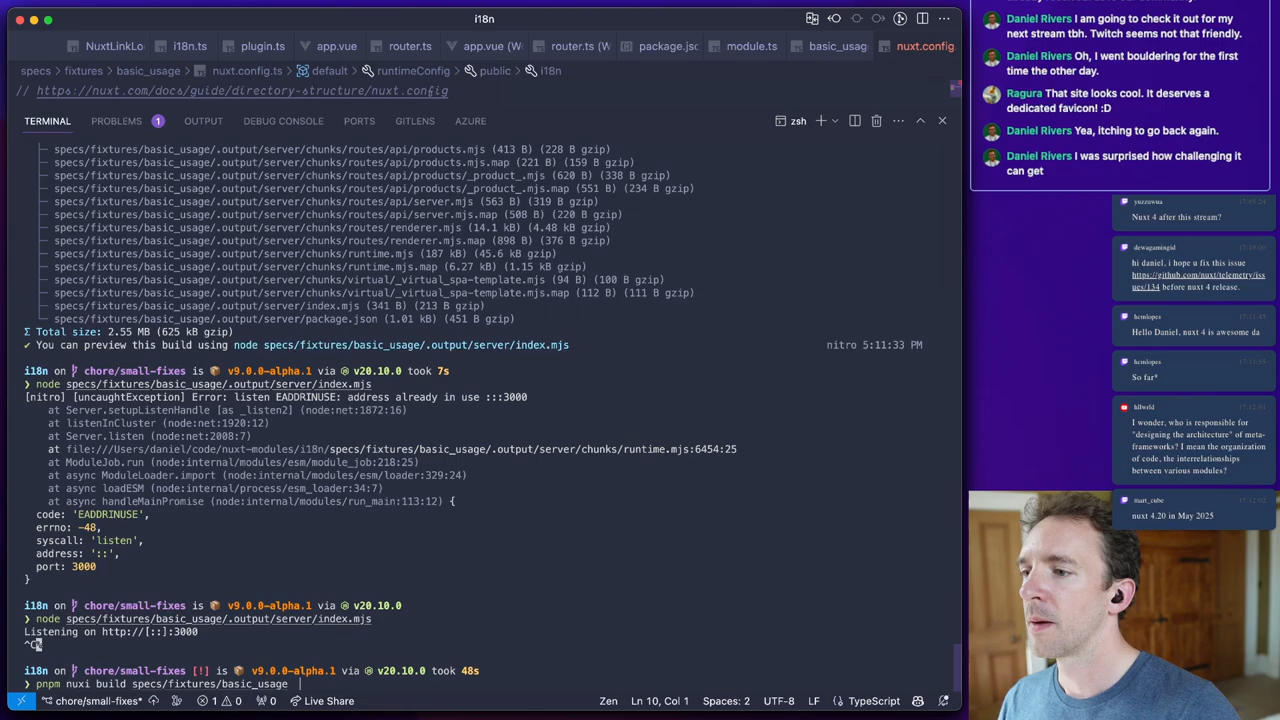 i18n
NuxtLinkLo
i18n.ts
plugin.ts
app.vue
router.ts
app.vue (W
router.ts (W
package.jsc
module.ts
basic_usag
nuxt.config
specs > fixtures > basic_usage > nuxt.config.ts > default > runtimeConfig > public > i18n
// https://nuxt.com/docs/guide/directory-structure/nuxt.config
TERMINAL PROBLEMS 1 OUTPUT DEBUG CONSOLE PORTS GITLENS AZURE
zsh
specs/fixtures/basic_usage/.output/server/chunks/routes/api/products.mjs (413 B) (228 B gzip)
specs/fixtures/basic_usage/.output/server/chunks/routes/api/products.mjs.map (221 B) (159 B gzip)
specs/fixtures/basic_usage/.output/server/chunks/routes/api/products/_product_.mjs (620 B) (338 B gzip)
specs/fixtures/basic_usage/.output/server/chunks/routes/api/products/_product_.mjs.map (551 B) (234 B gzip)
specs/fixtures/basic_usage/.output/server/chunks/routes/api/server.mjs (563 B) (319 B gzip)
specs/fixtures/basic_usage/.output/server/chunks/routes/api/server.mjs.map (508 B) (220 B gzip)
specs/fixtures/basic_usage/.output/server/chunks/routes/renderer.mjs (14.1 kB) (4.48 kB gzip)
specs/fixtures/basic_usage/.output/server/chunks/routes/renderer.mjs.map (898 B) (376 B gzip)
specs/fixtures/basic_usage/.output/server/chunks/runtime.mjs (187 kB) (45.6 kB gzip)
specs/fixtures/basic_usage/.output/server/chunks/runtime.mjs.map (6.27 kB) (1.15 kB gzip)
specs/fixtures/basic_usage/.output/server/chunks/virtual/_virtual_spa-template.mjs (94 B) (100 B gzip)
specs/fixtures/basic_usage/.output/server/chunks/virtual/_virtual_spa-template.mjs.map (112 B) (111 B gzip)
specs/fixtures/basic_usage/.output/server/index.mjs (341 B) (213 B gzip)
specs/fixtures/basic_usage/.output/server/package.json (1.01 kB) (451 B gzip)
Σ Total size: 2.55 MB (625 kB gzip)
✔ You can preview this build using node specs/fixtures/basic_usage/.output/server/index.mjs nitro 5:11:33 PM
i18n on chore/small-fixes is 📦 v9.0.0-alpha.1 via v20.10.0 took 7s
❯ node specs/fixtures/basic_usage/.output/server/index.mjs
[nitro] [uncaughtException] Error: listen EADDRINUSE: address already in use :::3000
at Server.setupListenHandle [as _listen2] (node:net:1872:16)
at listenInCluster (node:net:1920:12)
at Server.listen (node:net:2008:7)
at file:///Users/daniel/code/nuxt-modules/i18n/specs/fixtures/basic_usage/.output/server/chunks/runtime.mjs:6454:25
at ModuleJob.run (node:internal/modules/esm/module_job:218:25)
at async ModuleLoader.import (node:internal/modules/esm/loader:329:24)
at async loadESM (node:internal/process/esm_loader:34:7)
at async handleMainPromise (node:internal/modules/run_main:113:12) {
code: 'EADDRINUSE',
errno: -48,
syscall: 'listen',
address: '::',
port: 3000
}
i18n on chore/small-fixes is 📦 v9.0.0-alpha.1 via v20.10.0
❯ node specs/fixtures/basic_usage/.output/server/index.mjs
Listening on http://[::]:3000
^C
i18n on chore/small-fixes [!] is 📦 v9.0.0-alpha.1 via v20.10.0 took 48s
❯ pnpm nuxi build specs/fixtures/basic_usage
chore/small-fixes* 1 0 0 Live Share Zen Ln 10, Col 1 Spaces: 2 UTF-8 LF TypeScript
Daniel Rivers I am going to check it out for my
next stream tbh. Twitch seems not that friendly.
Daniel Rivers Oh, I went bouldering for the first
time the other day.
Ragura That site looks cool. It deserves a
dedicated favicon! :D
Daniel Rivers Yea, itching to go back again.
Daniel Rivers I was surprised how challenging it
can get
yuzuwua
Nuxt 4 after this stream?
dewagamingid
hi daniel, i hope u fix this issue
https://github.com/nuxt/telemetry/iss
ues/134 before nuxt 4 release.
hcmlopes
Hello Daniel, nuxt 4 is awesome da
hcmlopes
So far*
hllwrld
I wonder, who is responsible for
"designing the architecture" of meta-
frameworks? I mean the organization
of code, the interrelationships
between various modules?
mart_cube
nuxt 4.20 in May 2025